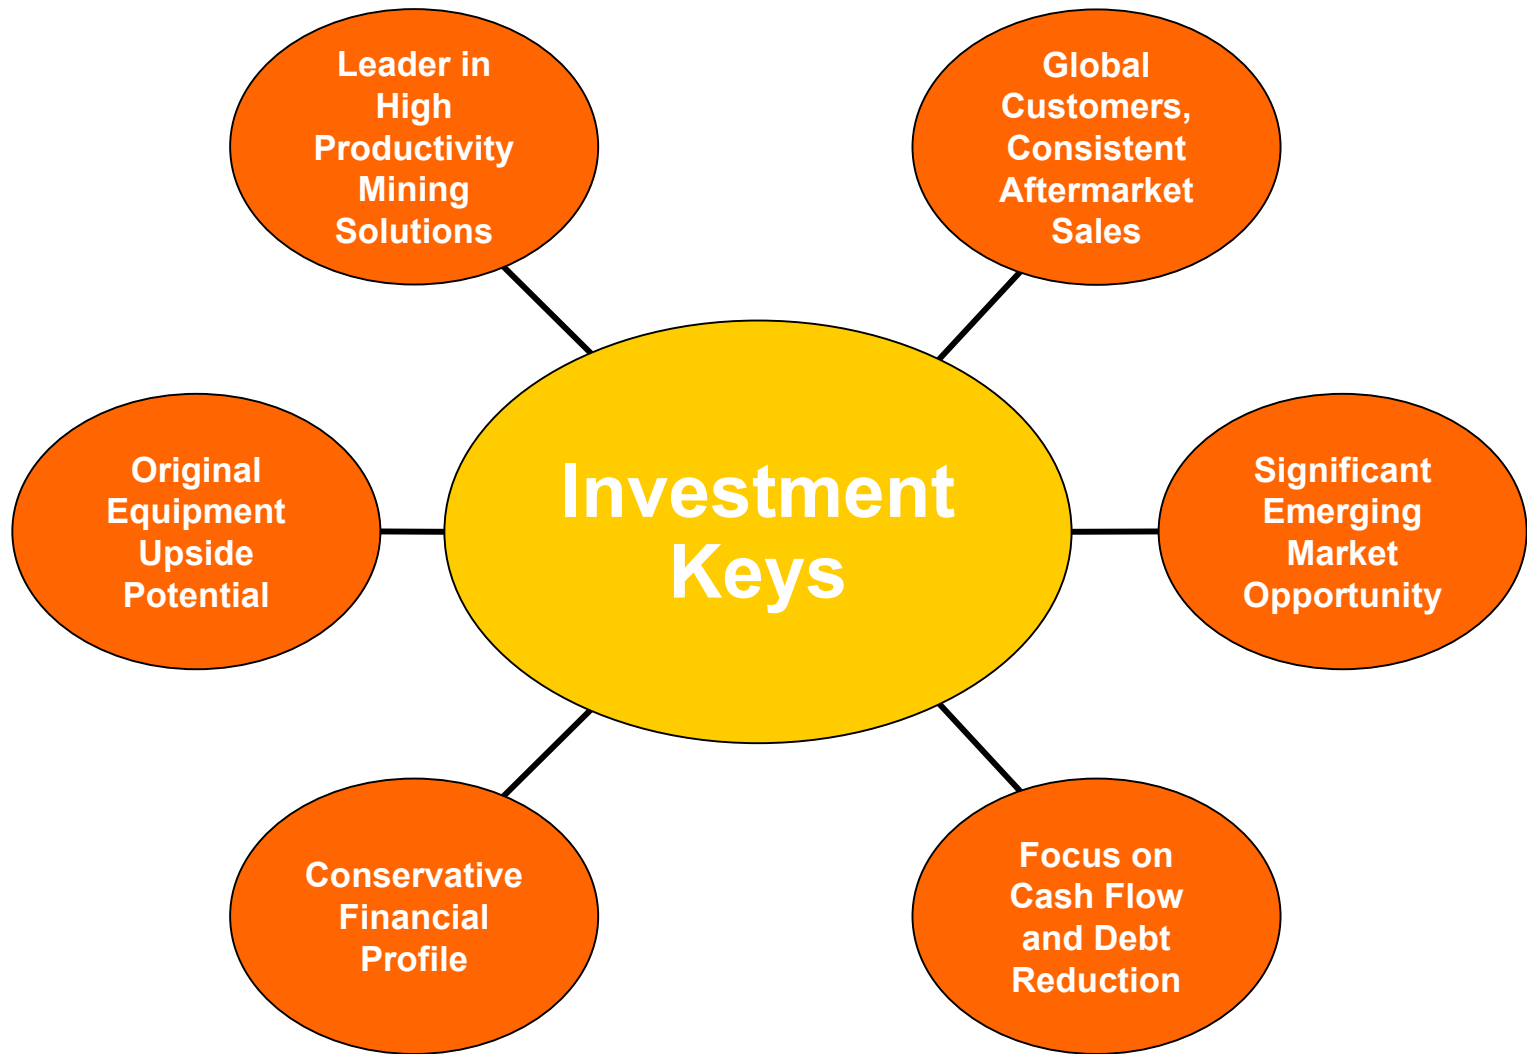 Leader in
High
Productivity
Mining
Solutions
Global
Customers,
Consistent
Aftermarket
Sales
Original
Equipment
Upside
Potential
Investment
Keys
Significant
Emerging
Market
Opportunity
Conservative
Financial
Profile
Focus on
Cash Flow
and Debt
Reduction